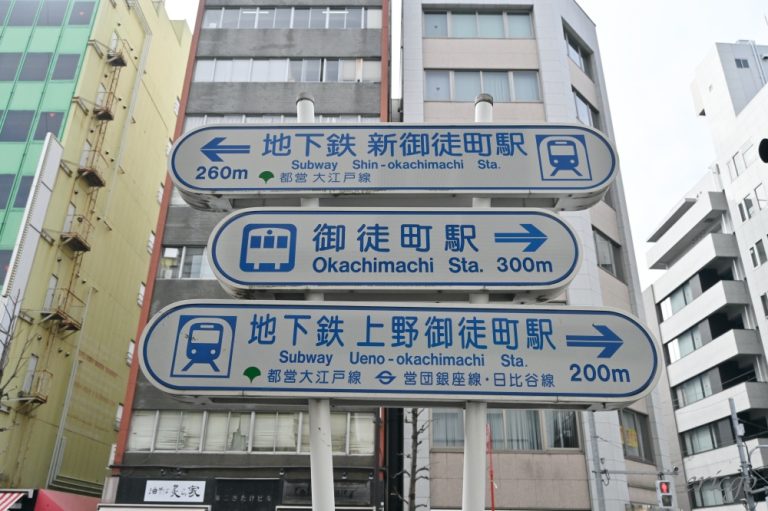 地下鉄 新御徒町駅
Subway Shin-okachimachi Sta.
260m
都営 大江戸線
御徒町駅
Okachimachi Sta. 300m
地下鉄 上野御徒町駅
Subway Ueno-okachimachi Sta.
都営大江戸線 営団銀座線・日比谷線 200m